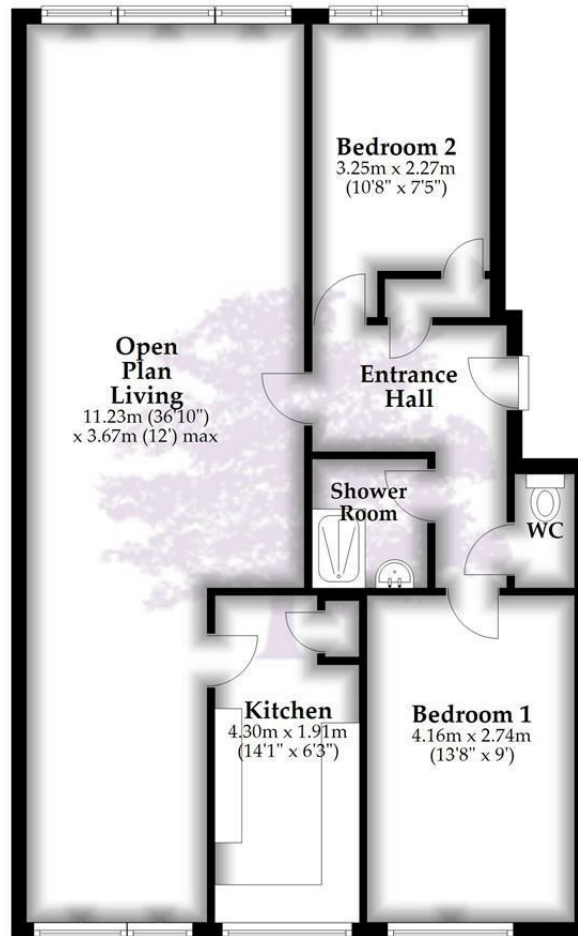 Bedroom 2
3.25m x 2.27m
(10'8" x 7'5")
Open
Plan
Living
11.23m (36'10")
x 3.67m (12') max
Entrance
Hall
Shower
Room
WC
Kitchen
4.30m x 1.91m
(14'1" x 6'3")
Bedroom 1
4.16m x 2.74m
(13'8" x 9')